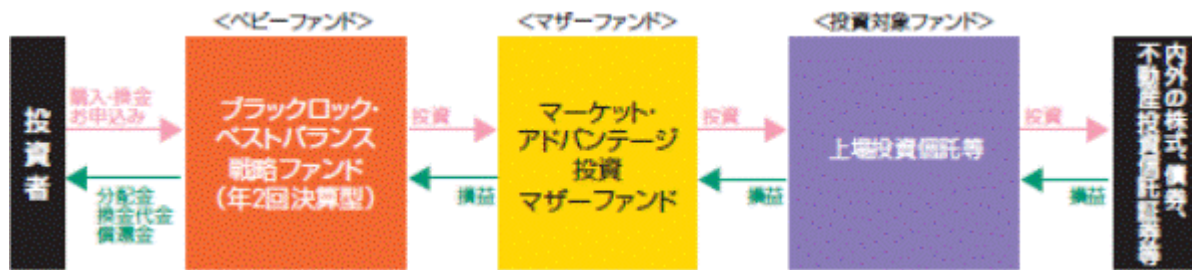 <ベビーファンド>
<マザーファンド>
<投資対象ファンド>
投資者
購入・換金
お申込み
分配金
換金代金
償還金
ブラックロック・
ベストバランス
戦略ファンド
(年2回決算型)
投資
損益
マーケット・
アドバンテージ
投資
マザーファンド
投資
損益
上場投資信託等
投資
損益
内外の株式、債券、
不動産投資信託証券等